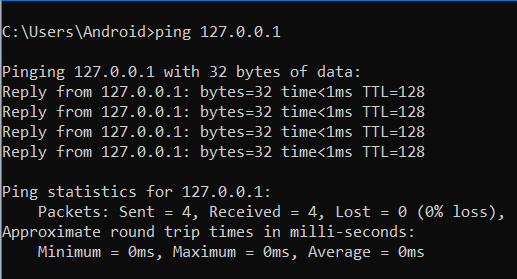 C:\Users\Android>ping 127.0.0.1
Pinging 127.0.0.1 with 32 bytes of data:
Reply from 127.0.0.1: bytes=32 time<1ms TTL=128
Reply from 127.0.0.1: bytes=32 time<1ms TTL=128
Reply from 127.0.0.1: bytes=32 time<1ms TTL=128
Reply from 127.0.0.1: bytes=32 time<1ms TTL=128
Ping statistics for 127.0.0.1:
    Packets: Sent = 4, Received = 4, Lost = 0 (0% loss),
Approximate round trip times in milli-seconds:
    Minimum = 0ms, Maximum = 0ms, Average = 0ms